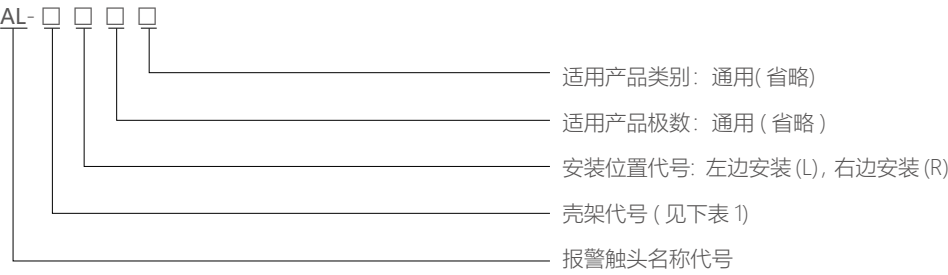 AL-□ □ □ □
适用产品类别：通用( 省略)
适用产品极数：通用 ( 省略 )
安装位置代号: 左边安装 (L) , 右边安装 (R)
壳架代号 ( 见下表 1)
报警触头名称代号